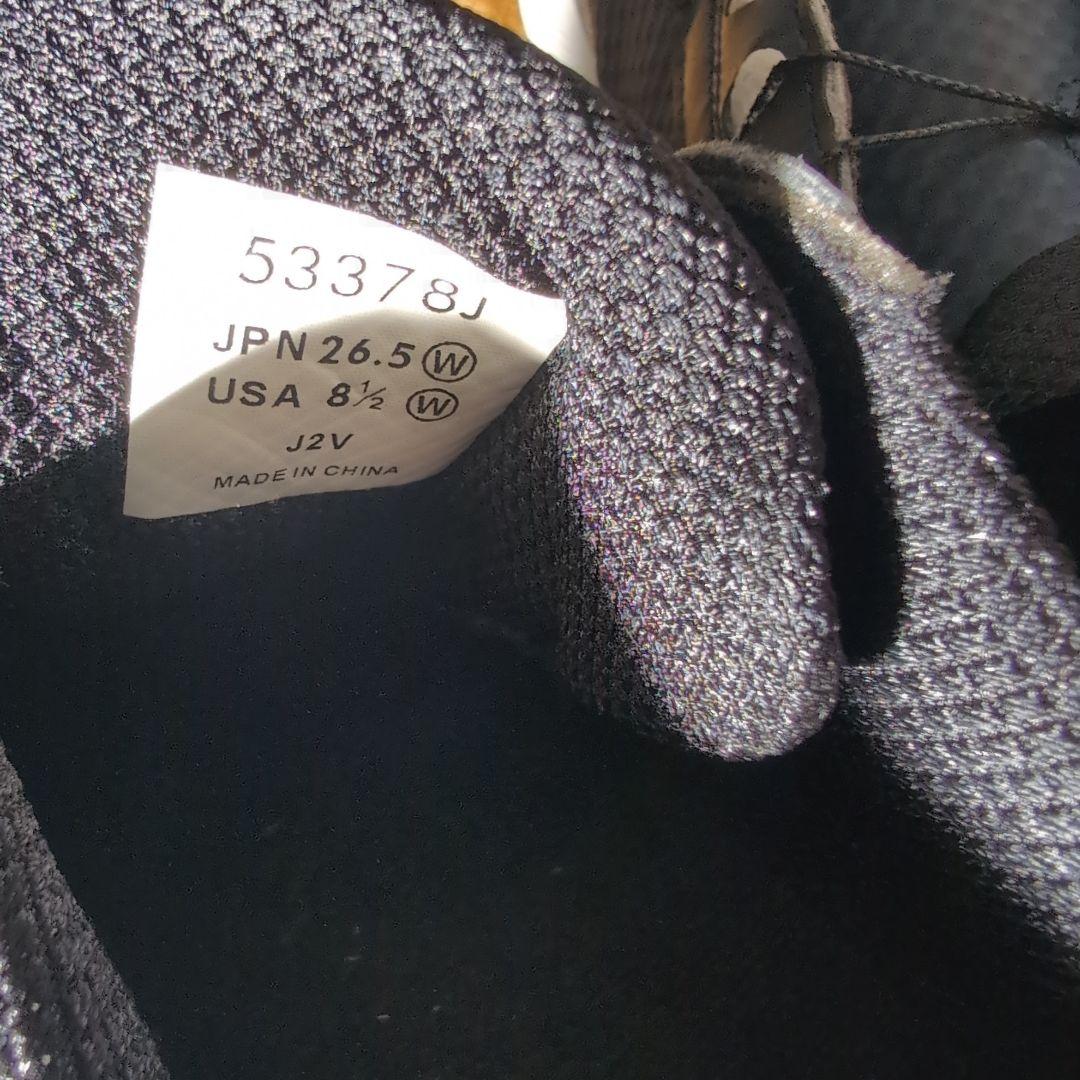 53378J
JPN 26.5 Ⓦ
USA 8½ Ⓦ
J2V
MADE IN CHINA